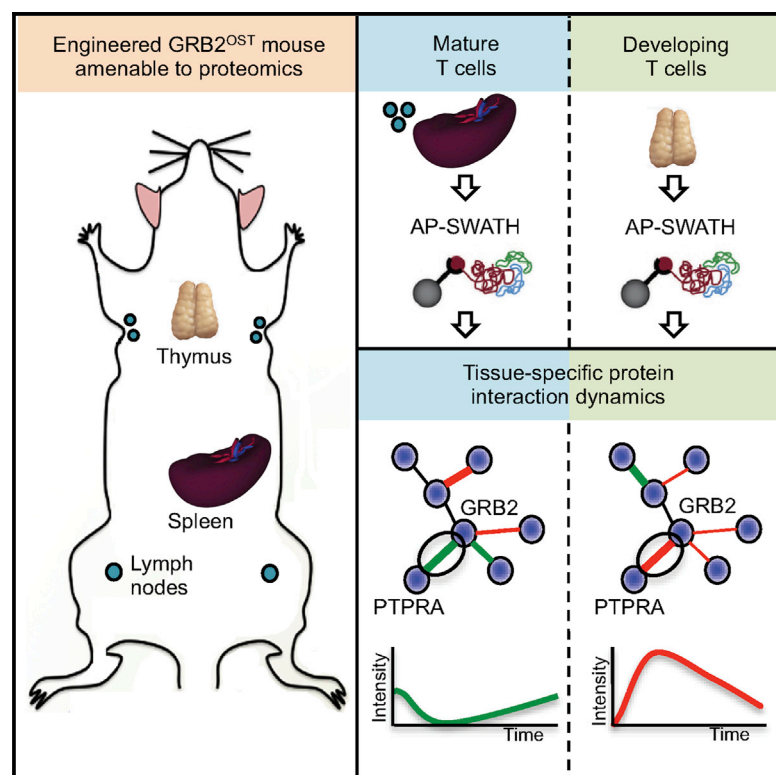 Engineered GRB2OST mouse
amenable to proteomics
Thymus
Spleen
Lymph
nodes
Mature
T cells
Developing
T cells
AP-SWATH
AP-SWATH
Tissue-specific protein
interaction dynamics
GRB2
PTPRA
GRB2
PTPRA
Intensity
Time
Intensity
Time